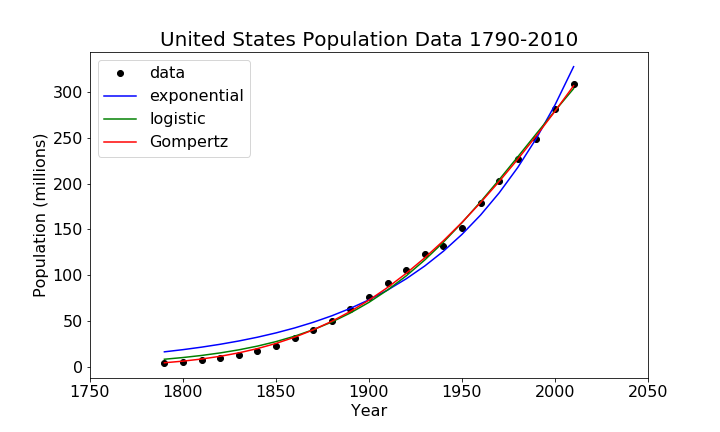 United States Population Data 1790-2010
data
exponential
logistic
Gompertz
Population (millions)
300
250
200
150
100
50
0
1750 1800 1850 1900 1950 2000 2050
Year